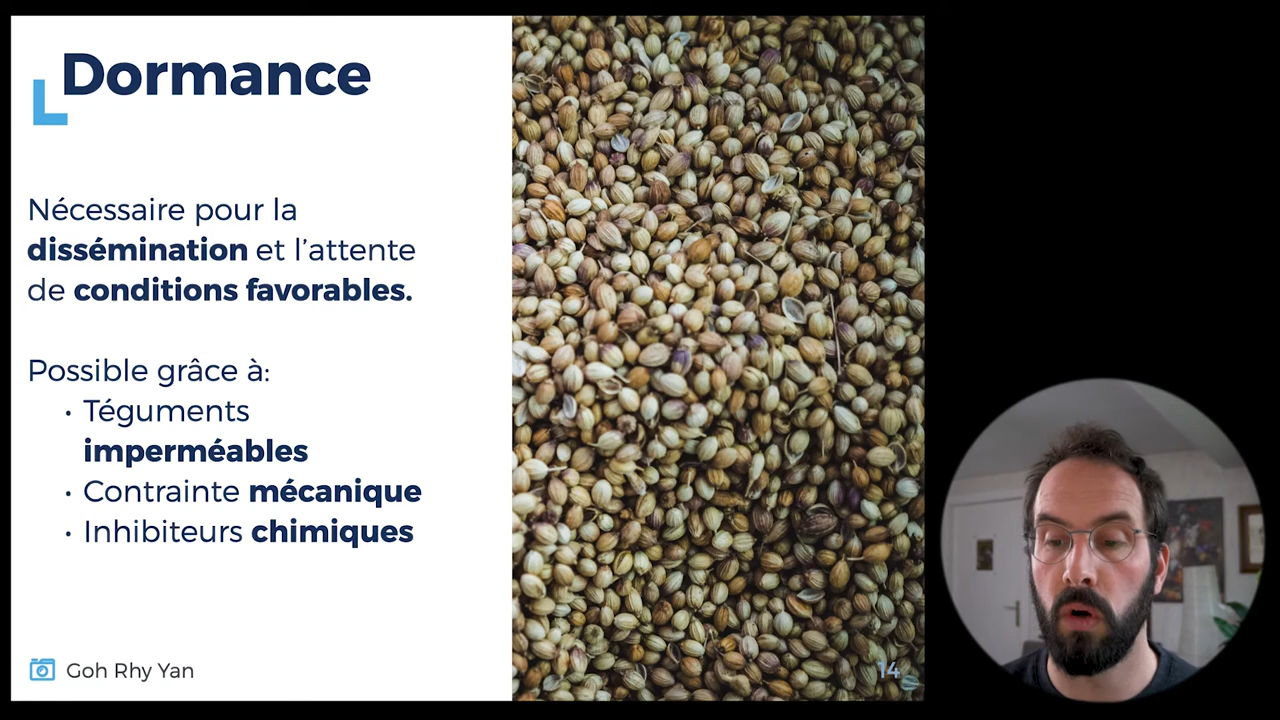 Dormance
Nécessaire pour la
dissémination et l’attente
de conditions favorables.
Possible grâce à:
• Téguments
imperméables
• Contrainte mécanique
• Inhibiteurs chimiques
Goh Rhy Yan
14